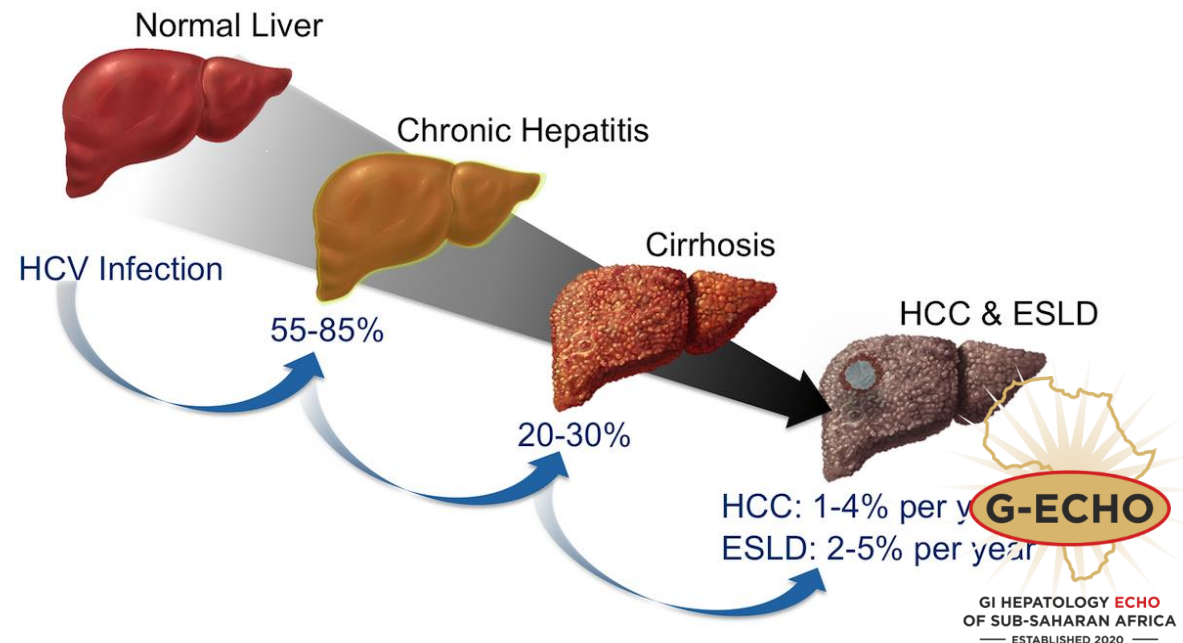 Normal Liver
Chronic Hepatitis
Cirrhosis
HCC & ESLD
HCV Infection
55-85%
20-30%
HCC: 1-4% per y
ESLD: 2-5% per year
G-ECHO
GI HEPATOLOGY ECHO
OF SUB-SAHARAN AFRICA
ESTABLISHED 2020